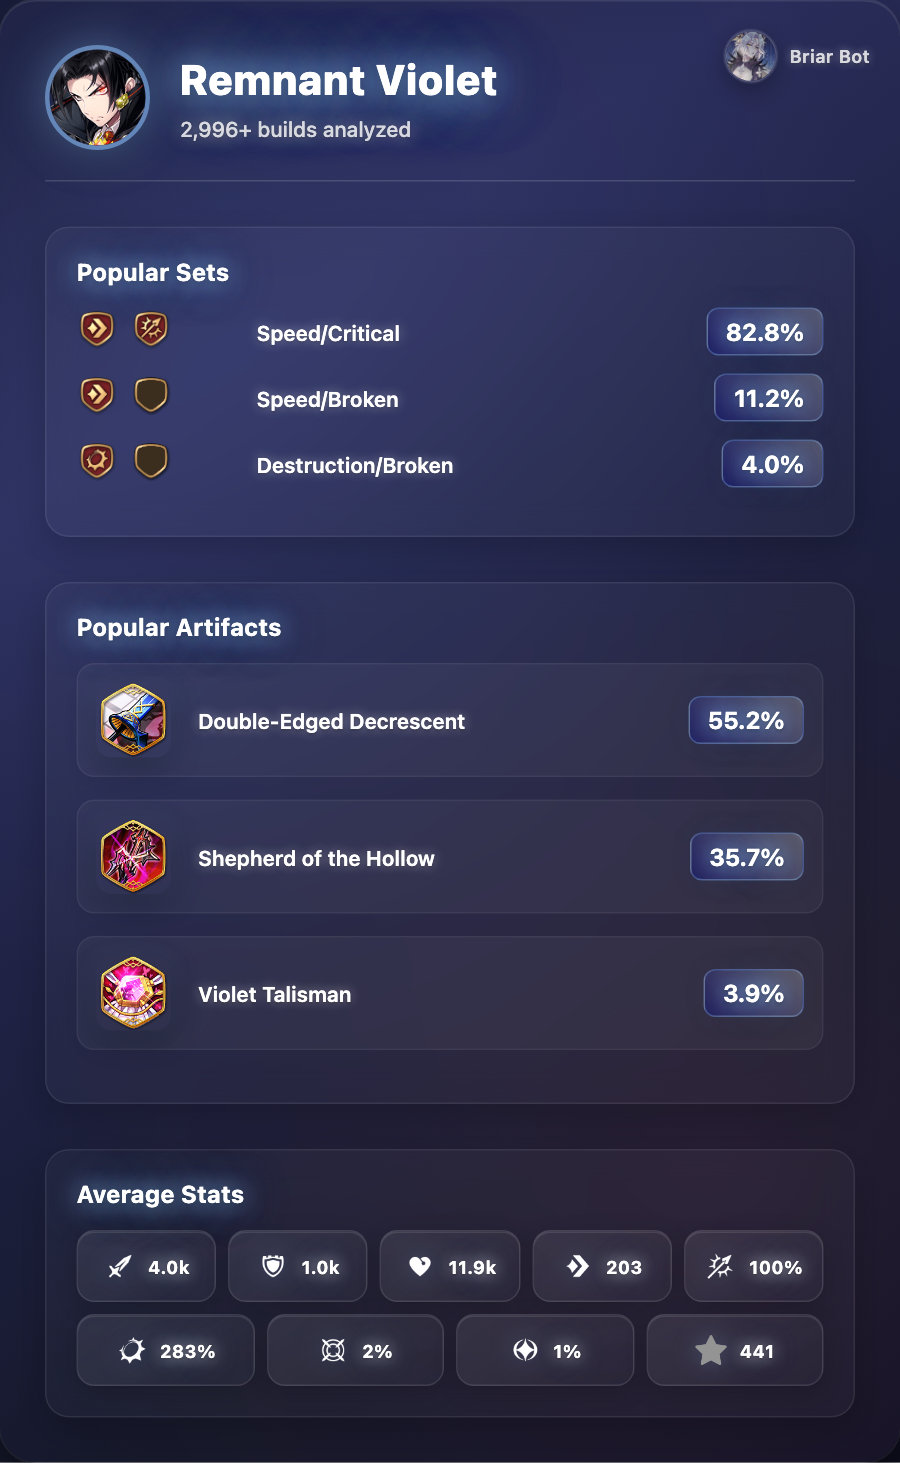 Remnant Violet
2,996+ builds analyzed
Briar Bot
Popular Sets
Speed/Critical 82.8%
Speed/Broken 11.2%
Destruction/Broken 4.0%
Popular Artifacts
Double-Edged Decrescent 55.2%
Shepherd of the Hollow 35.7%
Violet Talisman 3.9%
Average Stats
4.0k 1.0k 11.9k 203 100%
283% 2% 1% 441